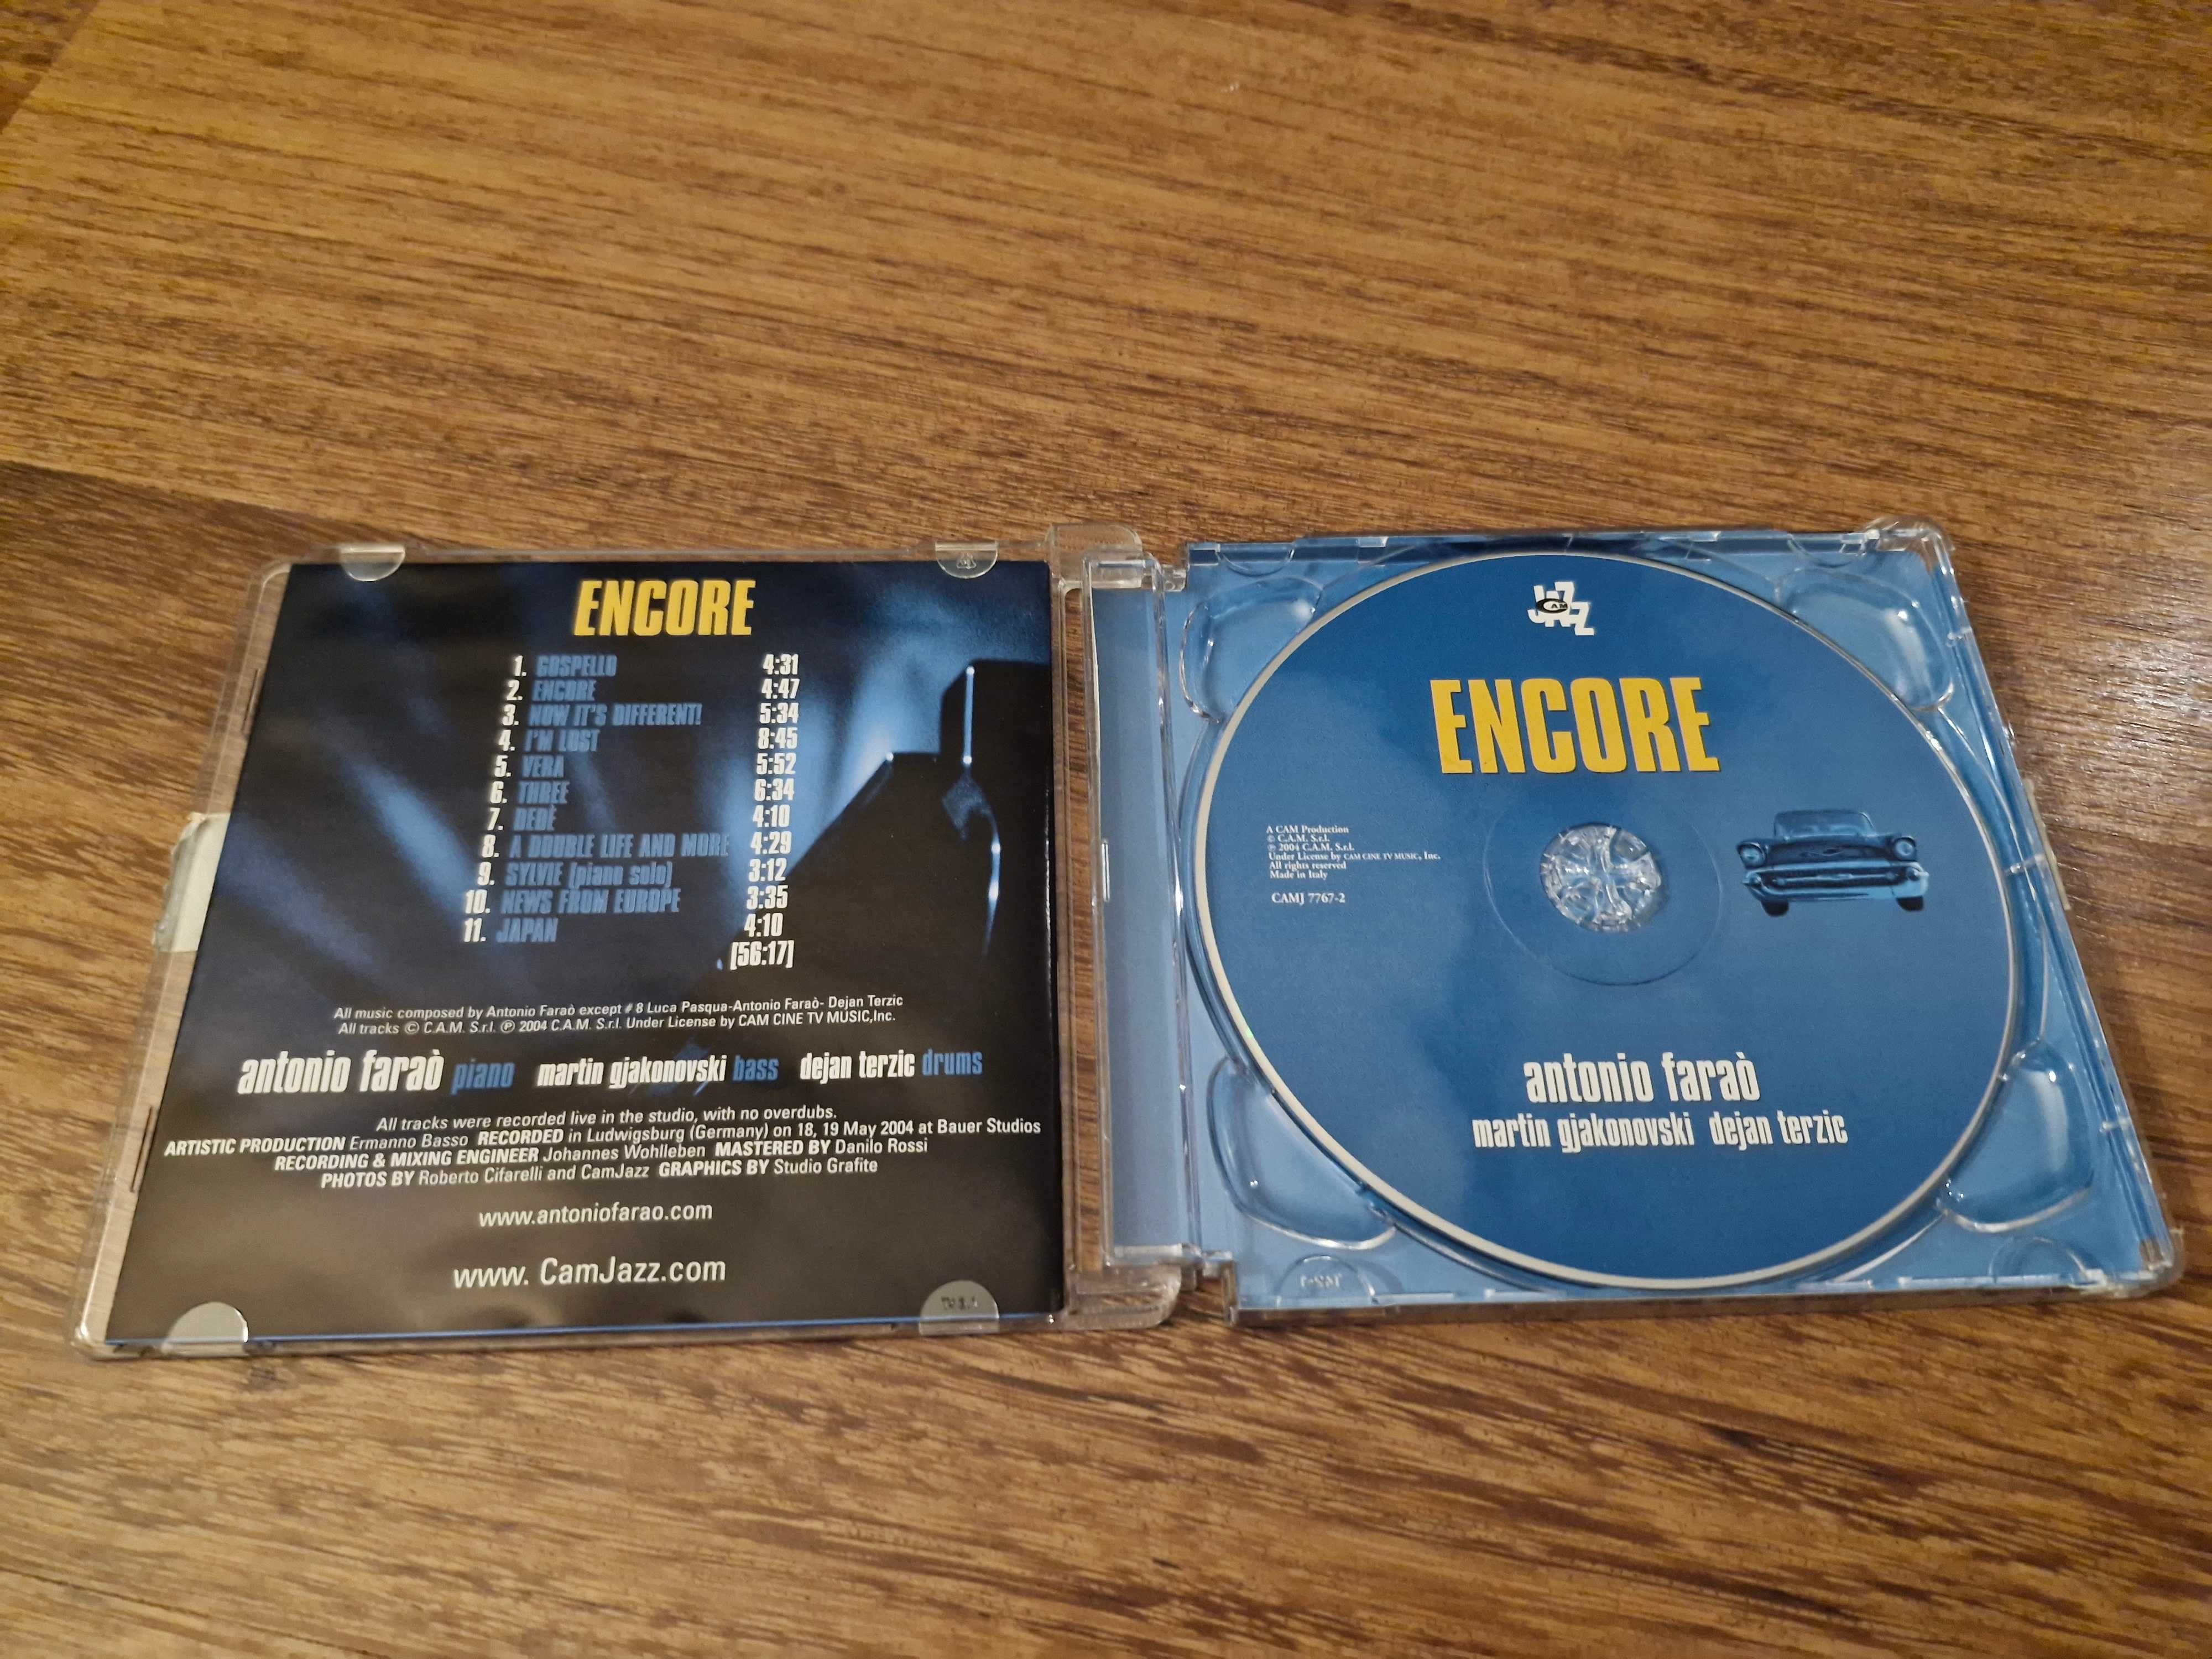 ENCORE
1. GOSPELLO 4:31
2. ENCORE 4:47
3. NOW IT'S DIFFERENT! 5:34
4. I'M LOST 8:45
5. VERA 5:52
6. THREE 6:34
7. DEDÈ 4:10
8. A DOUBLE LIFE AND MORE 4:29
9. SYLVIE (piano solo) 3:12
10. NEWS FROM EUROPE 3:35
11. JAPAN 4:10
[56:17]
All music composed by Antonio Faraò except # 8 Luca Pasqua-Antonio Faraò- Dejan Terzic
All tracks © C.A.M. S.r.l. ℗ 2004 C.A.M. S.r.l. Under License by CAM CINE TV MUSIC,Inc.
antonio faraò piano martin gjakonovski bass dejan terzic drums
All tracks were recorded live in the studio, with no overdubs.
ARTISTIC PRODUCTION Ermanno Basso RECORDED in Ludwigsburg (Germany) on 18, 19 May 2004 at Bauer Studios
RECORDING & MIXING ENGINEER Johannes Wohlleben MASTERED BY Danilo Rossi
PHOTOS BY Roberto Cifarelli and CamJazz GRAPHICS BY Studio Grafite
www.antoniofarao.com
www. CamJazz.com
CAM JAZZ
ENCORE
A CAM Production
© C.A.M. S.r.l.
℗ 2004 C.A.M. S.r.l.
Under License by CAM CINE TV MUSIC, Inc.
All rights reserved
Made in Italy
CAMJ 7767-2
antonio faraò
martin gjakonovski dejan terzic